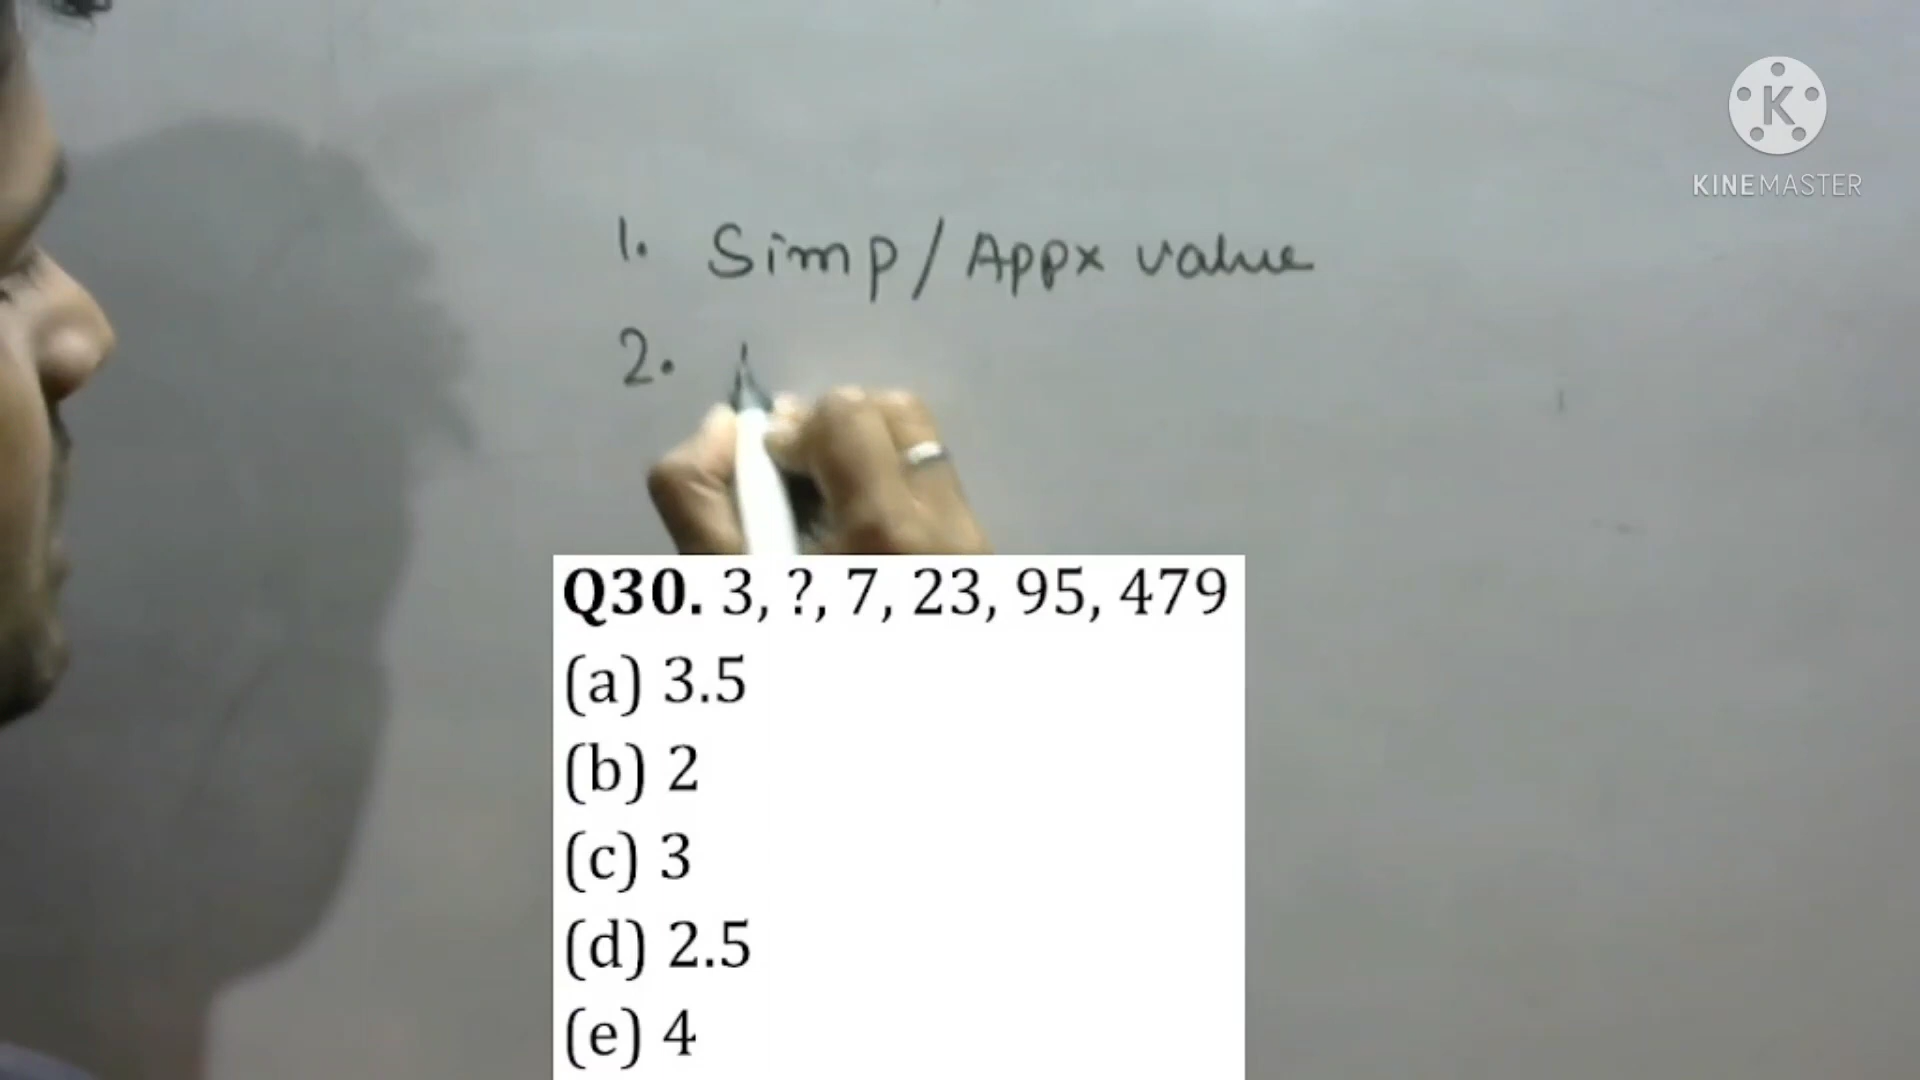 K
KINEMASTER
1. Simp/Appx value
2.
Q30. 3, ?, 7, 23, 95, 479
(a) 3.5
(b) 2
(c) 3
(d) 2.5
(e) 4